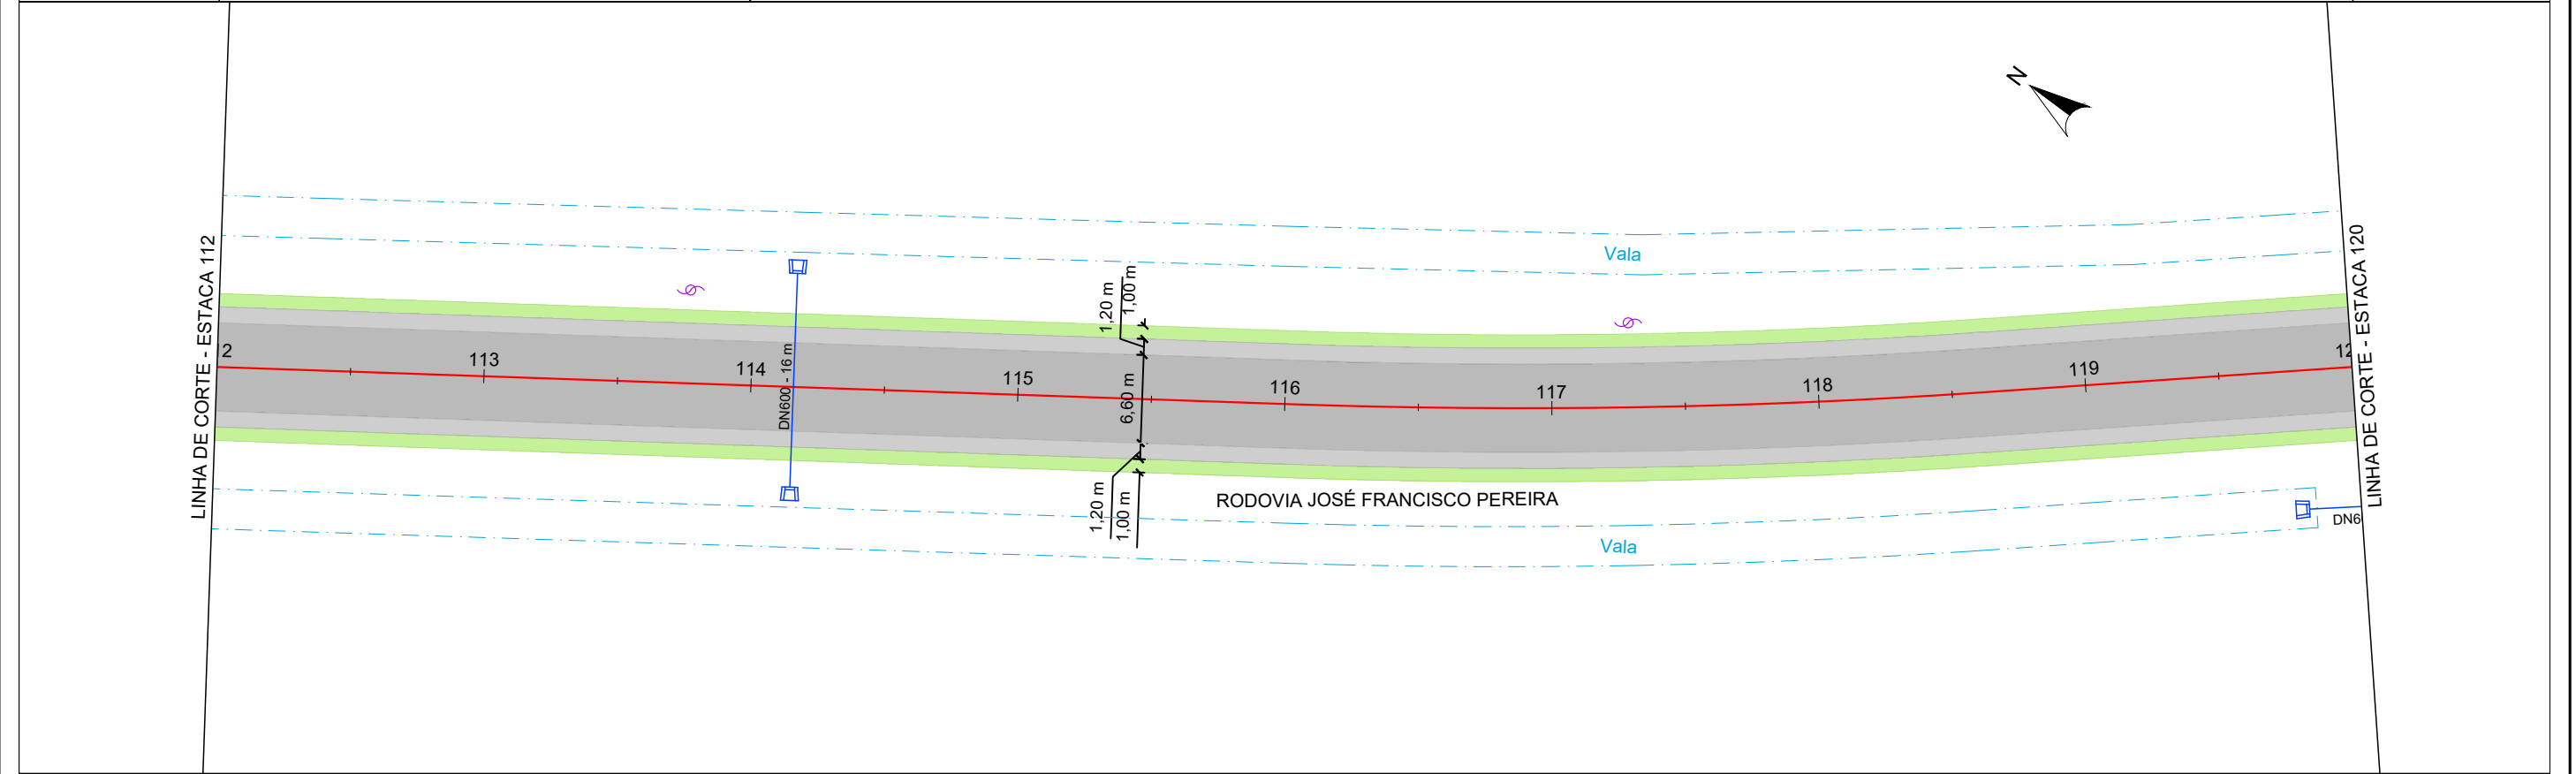 N
LINHA DE CORTE - ESTACA 112
LINHA DE CORTE - ESTACA 120
Vala
1,20 m
1,00 m
2
113
114
115
116
117
118
119
12
DN600 - 16 m
6,60 m
1,20 m
1,00 m
RODOVIA JOSÉ FRANCISCO PEREIRA
DN6
Vala